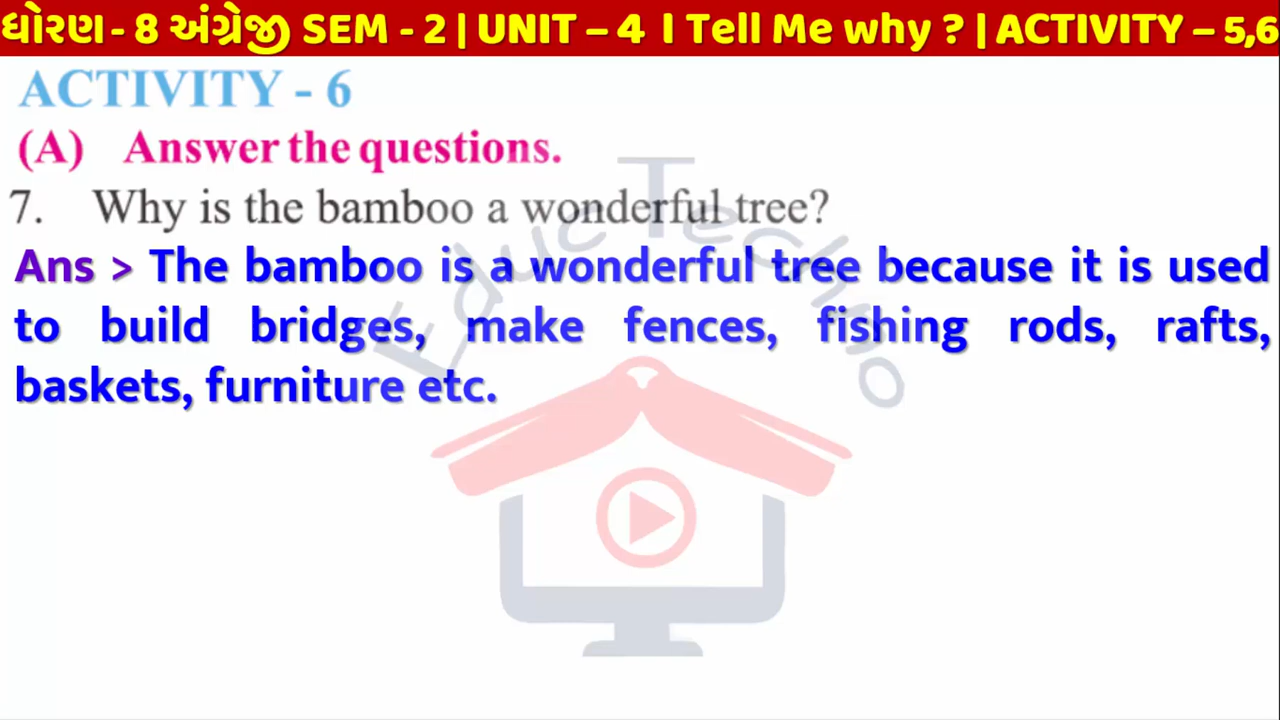 ધોરણ - 8 અંગ્રેજી SEM - 2 | UNIT – 4 l Tell Me why ? | ACTIVITY – 5,6
ACTIVITY - 6
(A) Answer the questions.
7. Why is the bamboo a wonderful tree?
Ans > The bamboo is a wonderful tree because it is used
to build bridges, make fences, fishing rods, rafts,
baskets, furniture etc.
EducTechno